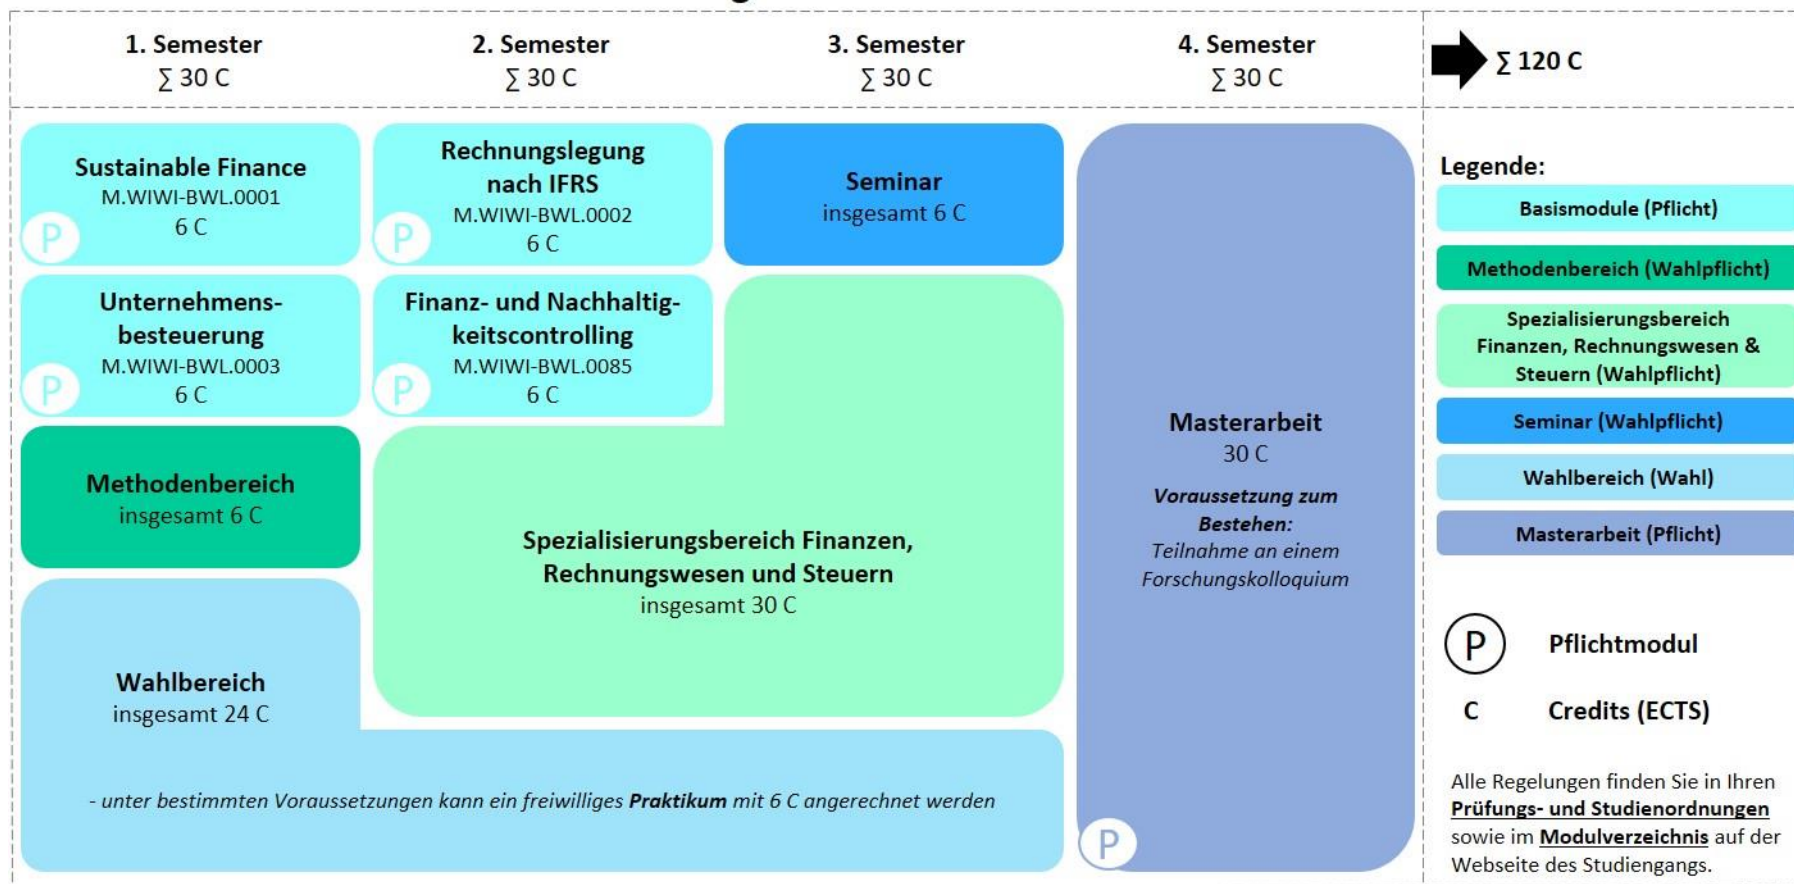 1. Semester
∑ 30 C
2. Semester
∑ 30 C
3. Semester
∑ 30 C
4. Semester
∑ 30 C
∑ 120 C
Sustainable Finance
M.WIWI-BWL.0001
6 C
P
Rechnungslegung
nach IFRS
M.WIWI-BWL.0002
6 C
P
Seminar
insgesamt 6 C
Unternehmens-
besteuerung
M.WIWI-BWL.0003
6 C
P
Finanz- und Nachhaltig-
keitscontrolling
M.WIWI-BWL.0085
6 C
P
Methodenbereich
insgesamt 6 C
Spezialisierungsbereich Finanzen,
Rechnungswesen und Steuern
insgesamt 30 C
Wahlbereich
insgesamt 24 C
- unter bestimmten Voraussetzungen kann ein freiwilliges Praktikum mit 6 C angerechnet werden
Masterarbeit
30 C
Voraussetzung zum
Bestehen:
Teilnahme an einem
Forschungskolloquium
P
Legende:
Basismodule (Pflicht)
Methodenbereich (Wahlpflicht)
Spezialisierungsbereich
Finanzen, Rechnungswesen &
Steuern (Wahlpflicht)
Seminar (Wahlpflicht)
Wahlbereich (Wahl)
Masterarbeit (Pflicht)
P Pflichtmodul
C Credits (ECTS)
Alle Regelungen finden Sie in Ihren
Prüfungs- und Studienordnungen
sowie im Modulverzeichnis auf der
Webseite des Studiengangs.